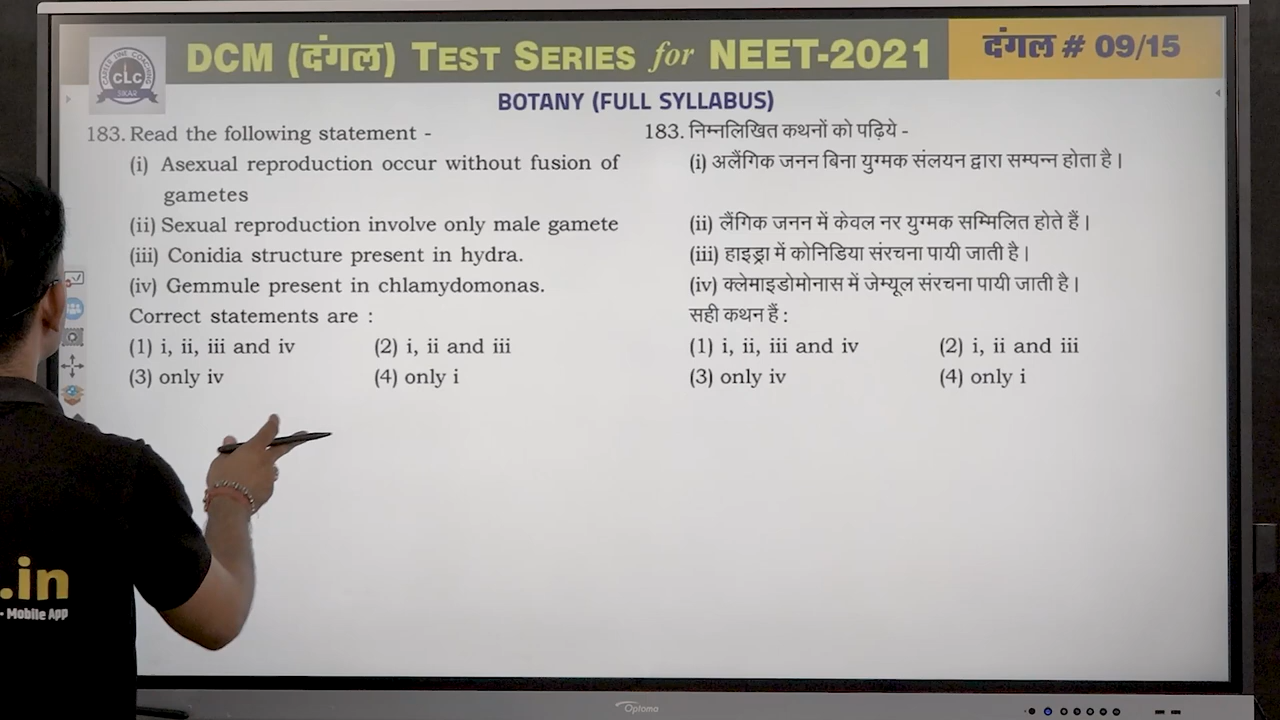 DCM (दंगल) TEST SERIES for NEET-2021
दंगल # 09/15
CLC
SIKAR
BOTANY (FULL SYLLABUS)
183. Read the following statement -
(i) Asexual reproduction occur without fusion of
gametes
(ii) Sexual reproduction involve only male gamete
(iii) Conidia structure present in hydra.
(iv) Gemmule present in chlamydomonas.
Correct statements are :
(1) i, ii, iii and iv (2) i, ii and iii
(3) only iv (4) only i
183. निम्नलिखित कथनों को पढ़िये -
(i) अलैंगिक जनन बिना युग्मक संलयन द्वारा सम्पन्न होता है।
(ii) लैंगिक जनन में केवल नर युग्मक सम्मिलित होते हैं।
(iii) हाइड्रा में कोनिडिया संरचना पायी जाती है।
(iv) क्लेमाइडोमोनास में जेम्यूल संरचना पायी जाती है।
सही कथन हैं :
(1) i, ii, iii and iv (2) i, ii and iii
(3) only iv (4) only i
.in
- Mobile App
Optoma